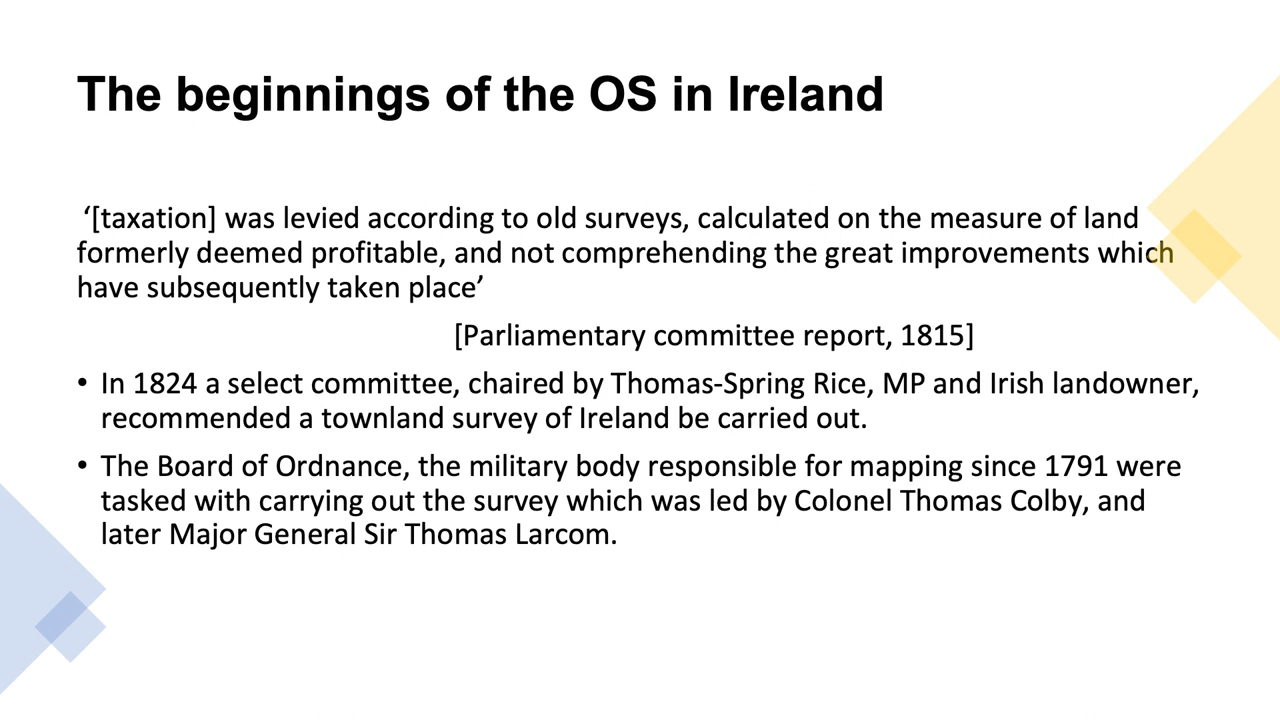 The beginnings of the OS in Ireland
‘[taxation] was levied according to old surveys, calculated on the measure of land
formerly deemed profitable, and not comprehending the great improvements which
have subsequently taken place’
[Parliamentary committee report, 1815]
• In 1824 a select committee, chaired by Thomas-Spring Rice, MP and Irish landowner,
recommended a townland survey of Ireland be carried out.
• The Board of Ordnance, the military body responsible for mapping since 1791 were
tasked with carrying out the survey which was led by Colonel Thomas Colby, and
later Major General Sir Thomas Larcom.